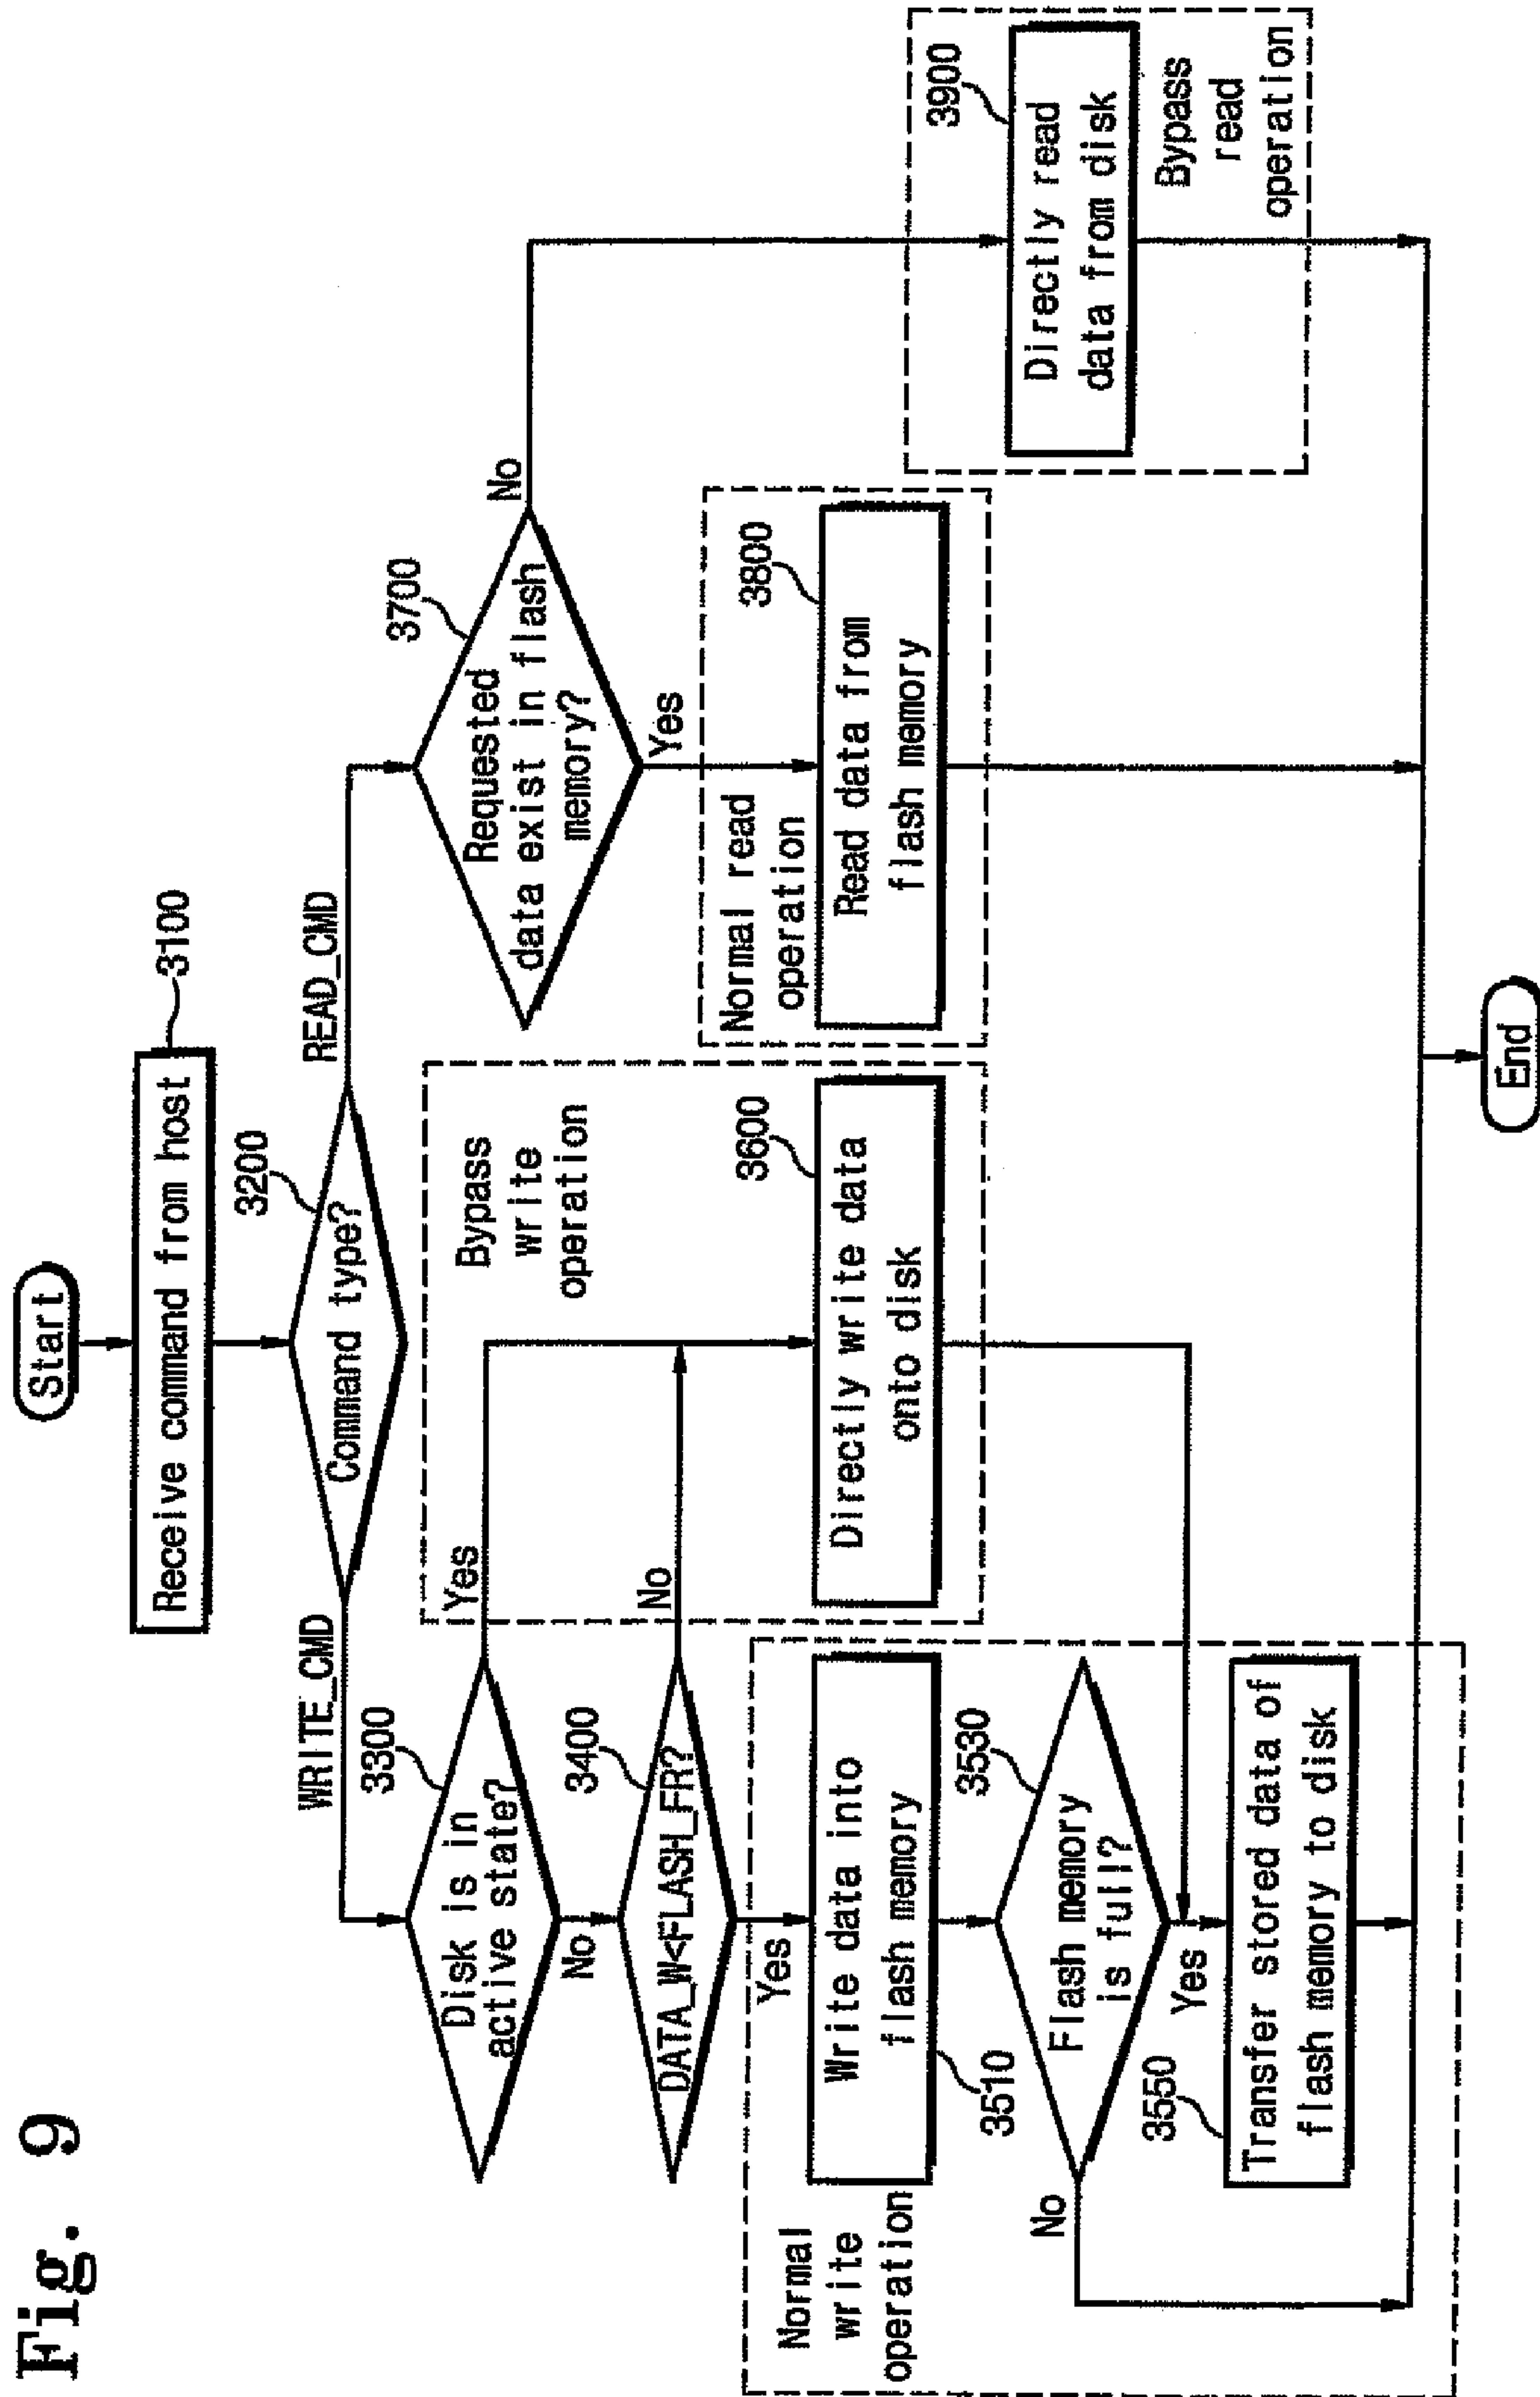 Fig. 9
Start
Receive command from host
3100
3200
Command type?
WRITE_CMD
READ_CMD
3300
Disk is in
active state?
Yes
No
3400
DATA_W<FLASH_FR?
No
Yes
Bypass
write
operation
3600
Directly write data
onto disk
3700
Requested
data exist in flash
memory?
No
Yes
Normal read
operation
3800
Read data from
flash memory
3900
Directly read
data from disk
Bypass
read
operation
Normal
write
operation
Write data into
flash memory
3510
3530
Flash memory
is full?
No
Yes
3550
Transfer stored data of
flash memory to disk
End